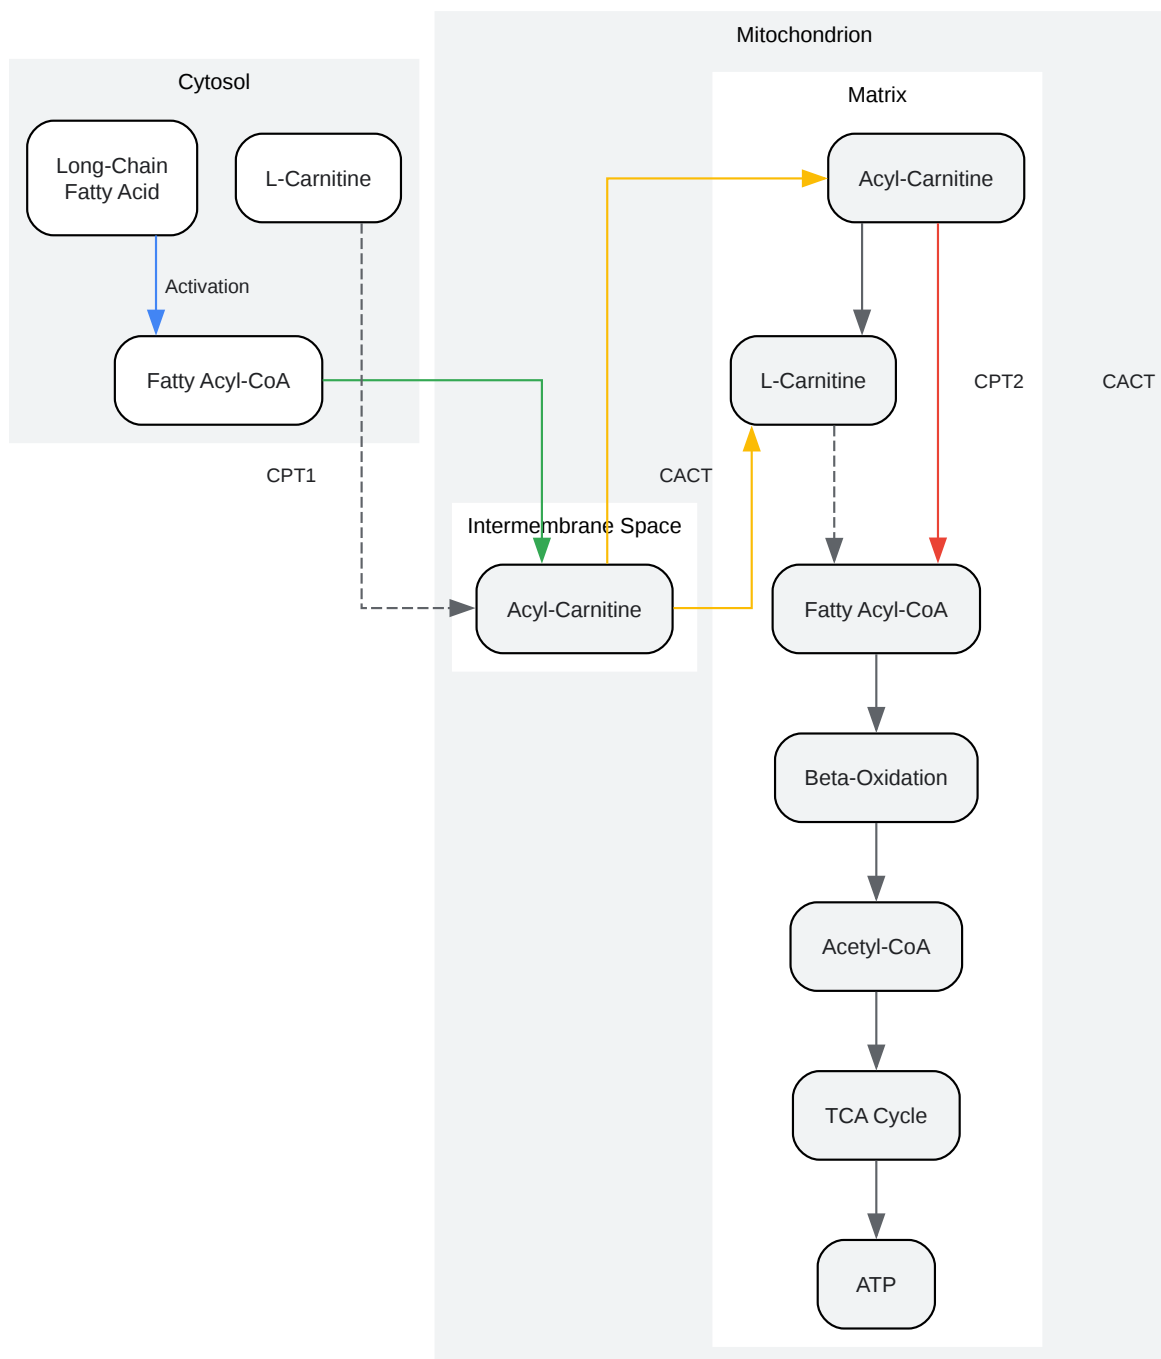 Mitochondrion
Cytosol
Matrix
Long-Chain
Fatty Acid
L-Carnitine
Acyl-Carnitine
Activation
Fatty Acyl-CoA
L-Carnitine
CPT2
CACT
CPT1
CACT
Intermembrane Space
Acyl-Carnitine
Fatty Acyl-CoA
Beta-Oxidation
Acetyl-CoA
TCA Cycle
ATP